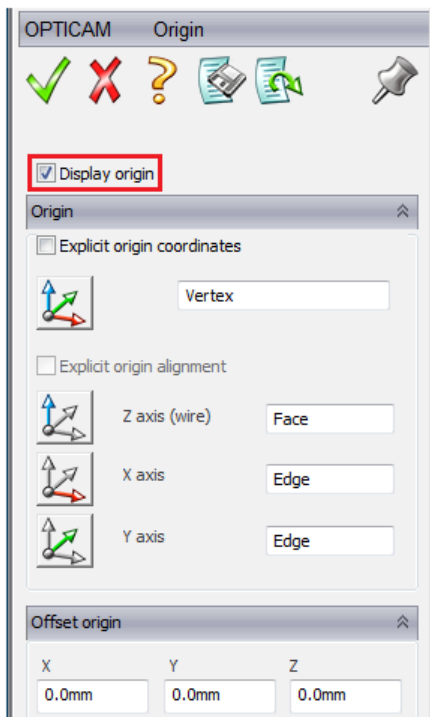 OPTICAM Origin
Display origin
Origin
Explicit origin coordinates
Vertex
Explicit origin alignment
Z axis (wire) Face
X axis Edge
Y axis Edge
Offset origin
X Y Z
0.0mm 0.0mm 0.0mm